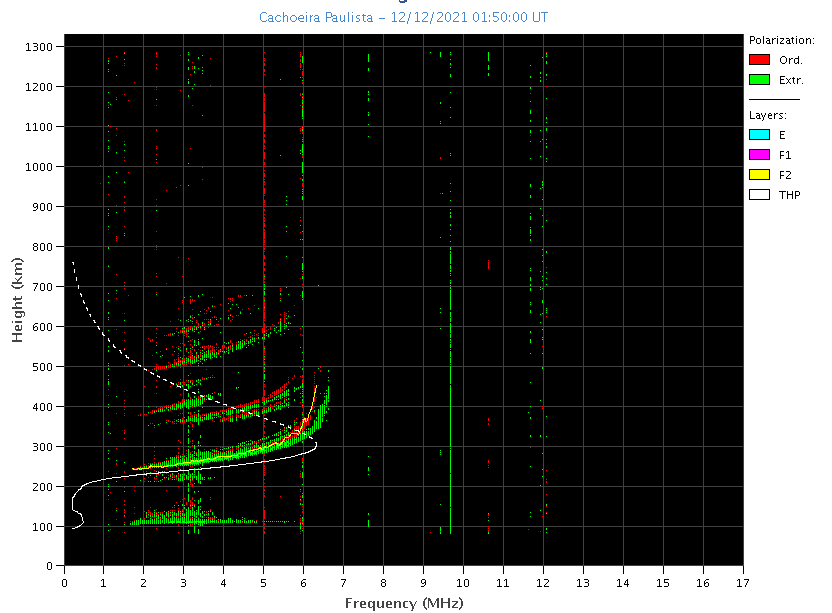 Cachoeira Paulista - 12/12/2021 01:50:00 UT
Polarization:
Ord.
Extr.
Layers:
E
F1
F2
THP
Height (km)
1300
1200
1100
1000
900
800
700
600
500
400
300
200
100
0
0 1 2 3 4 5 6 7 8 9 10 11 12 13 14 15 16 17
Frequency (MHz)